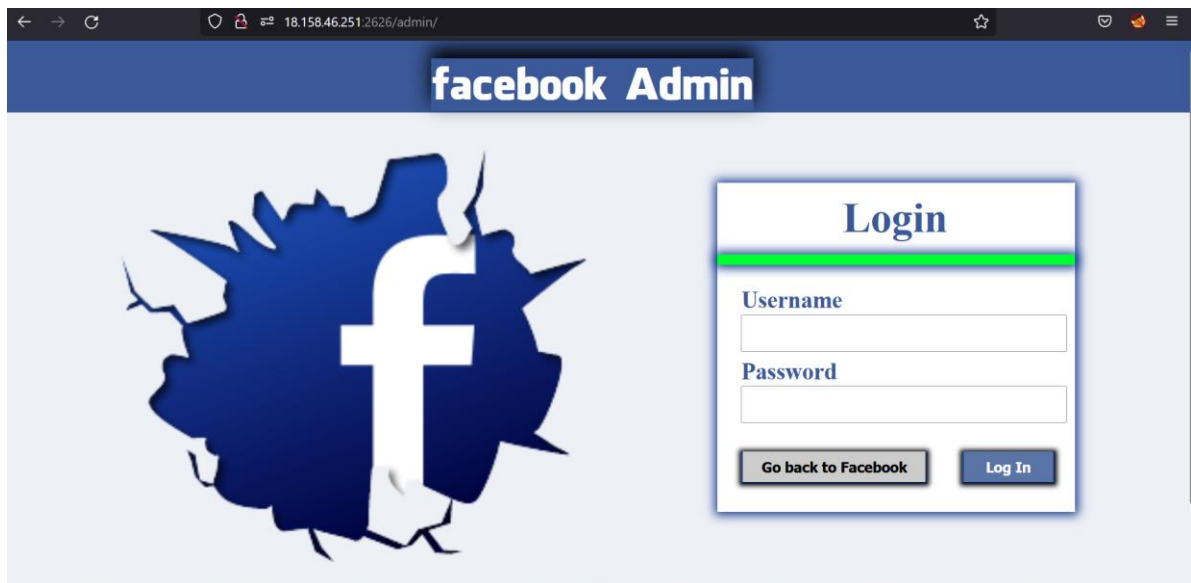 18.158.46.251:2626/admin/
facebook Admin
Login
Username
Password
Go back to Facebook
Log In